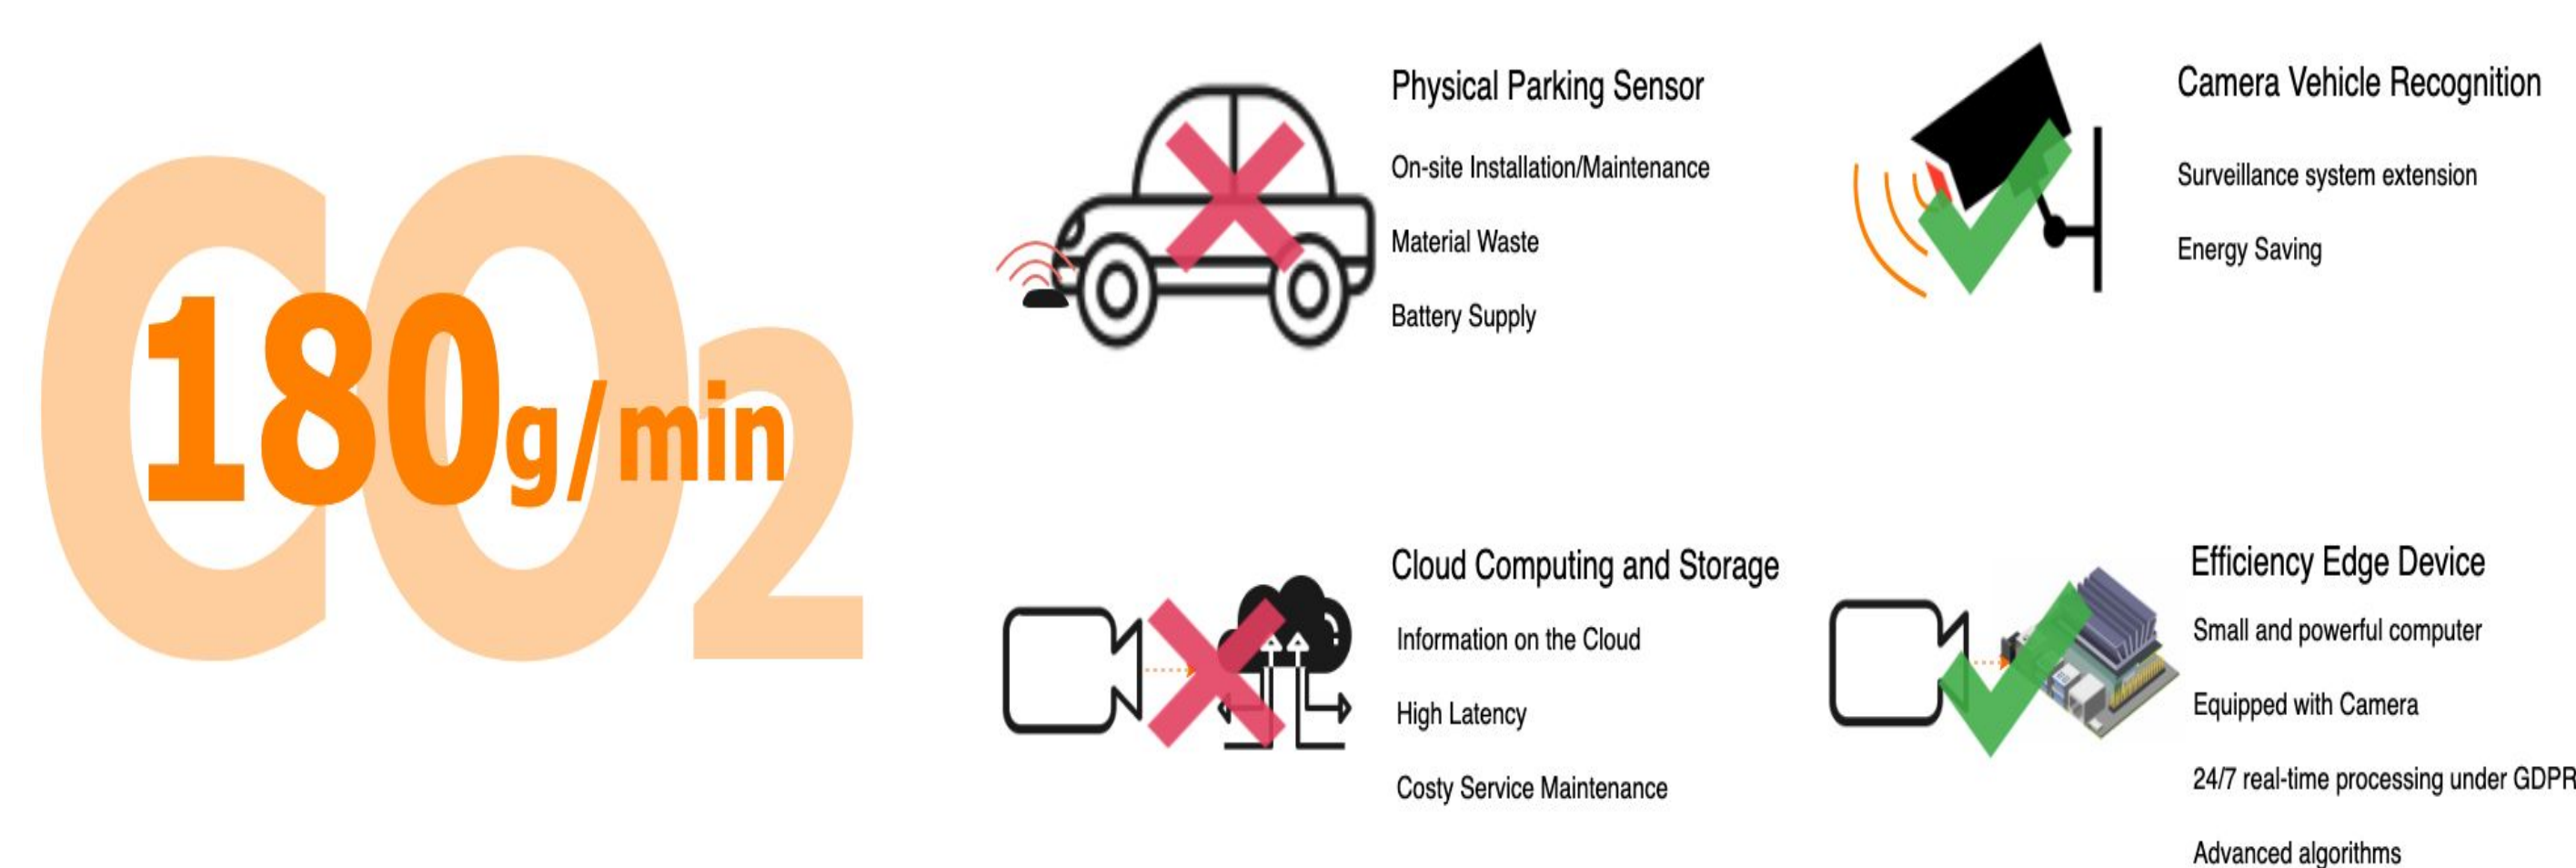 CO2
180g/min
Physical Parking Sensor
On-site Installation/Maintenance
Material Waste
Battery Supply
Camera Vehicle Recognition
Surveillance system extension
Energy Saving
Cloud Computing and Storage
Information on the Cloud
High Latency
Costy Service Maintenance
Efficiency Edge Device
Small and powerful computer
Equipped with Camera
24/7 real-time processing under GDPR
Advanced algorithms